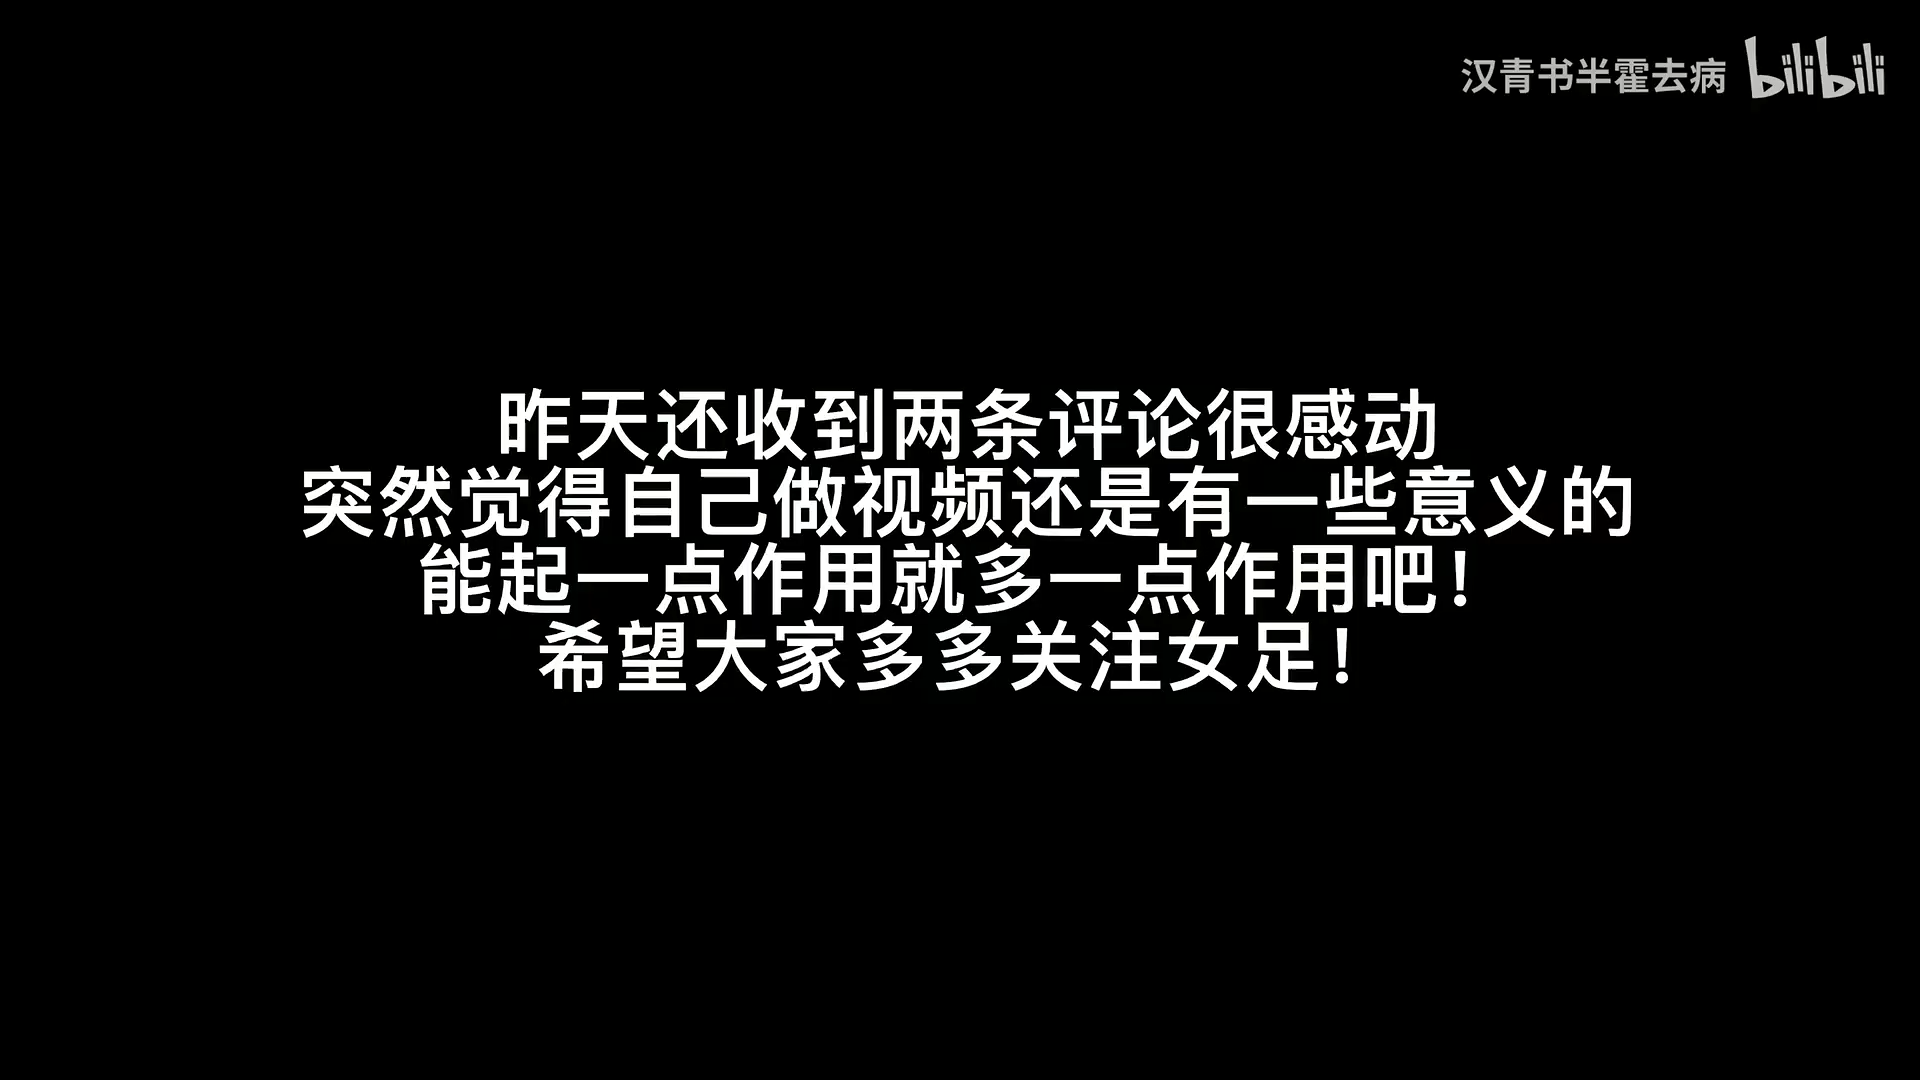 汉青书半霍去病 bilibili
昨天还收到两条评论很感动
突然觉得自己做视频还是有一些意义的
能起一点作用就多一点作用吧！
希望大家多多关注女足！